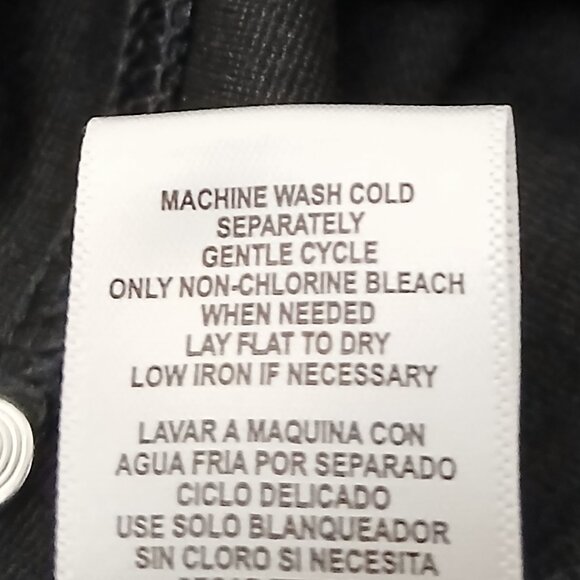 MACHINE WASH COLD
SEPARATELY
GENTLE CYCLE
ONLY NON-CHLORINE BLEACH
WHEN NEEDED
LAY FLAT TO DRY
LOW IRON IF NECESSARY
LAVAR A MAQUINA CON
AGUA FRIA POR SEPARADO
CICLO DELICADO
USE SOLO BLANQUEADOR
SIN CLORO SI NECESITA